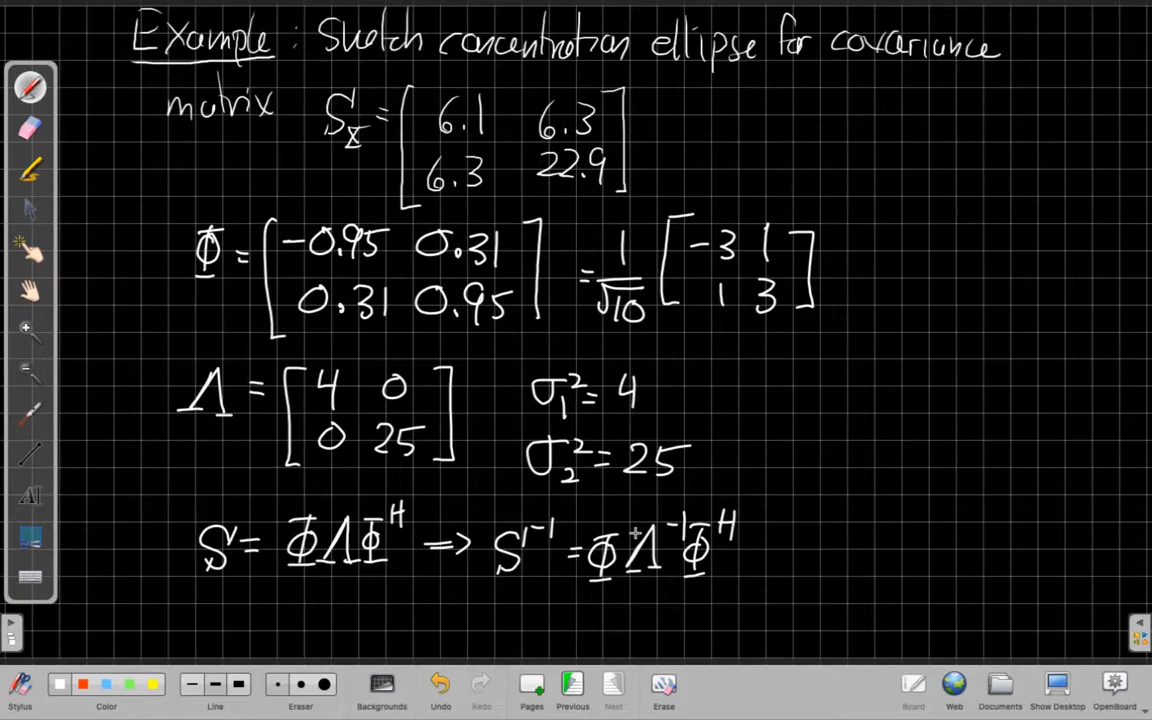 Example: Sketch concentration ellipse for covariance
matrix S_X = [ 6.1 6.3
6.3 22.9 ]
Φ = [ -0.95 0.31
0.31 0.95 ] = 1/√10 [ -3 1
1 3 ]
Λ = [ 4 0
0 25 ] σ₁² = 4
σ₂² = 25
S = ΦΛΦ^H ⟹ S^-1 = ΦΛ^-1Φ^H
AI
Stylus Color Line Eraser Backgrounds Undo Redo Pages Previous Next Erase Board Web Documents Show Desktop OpenBoard